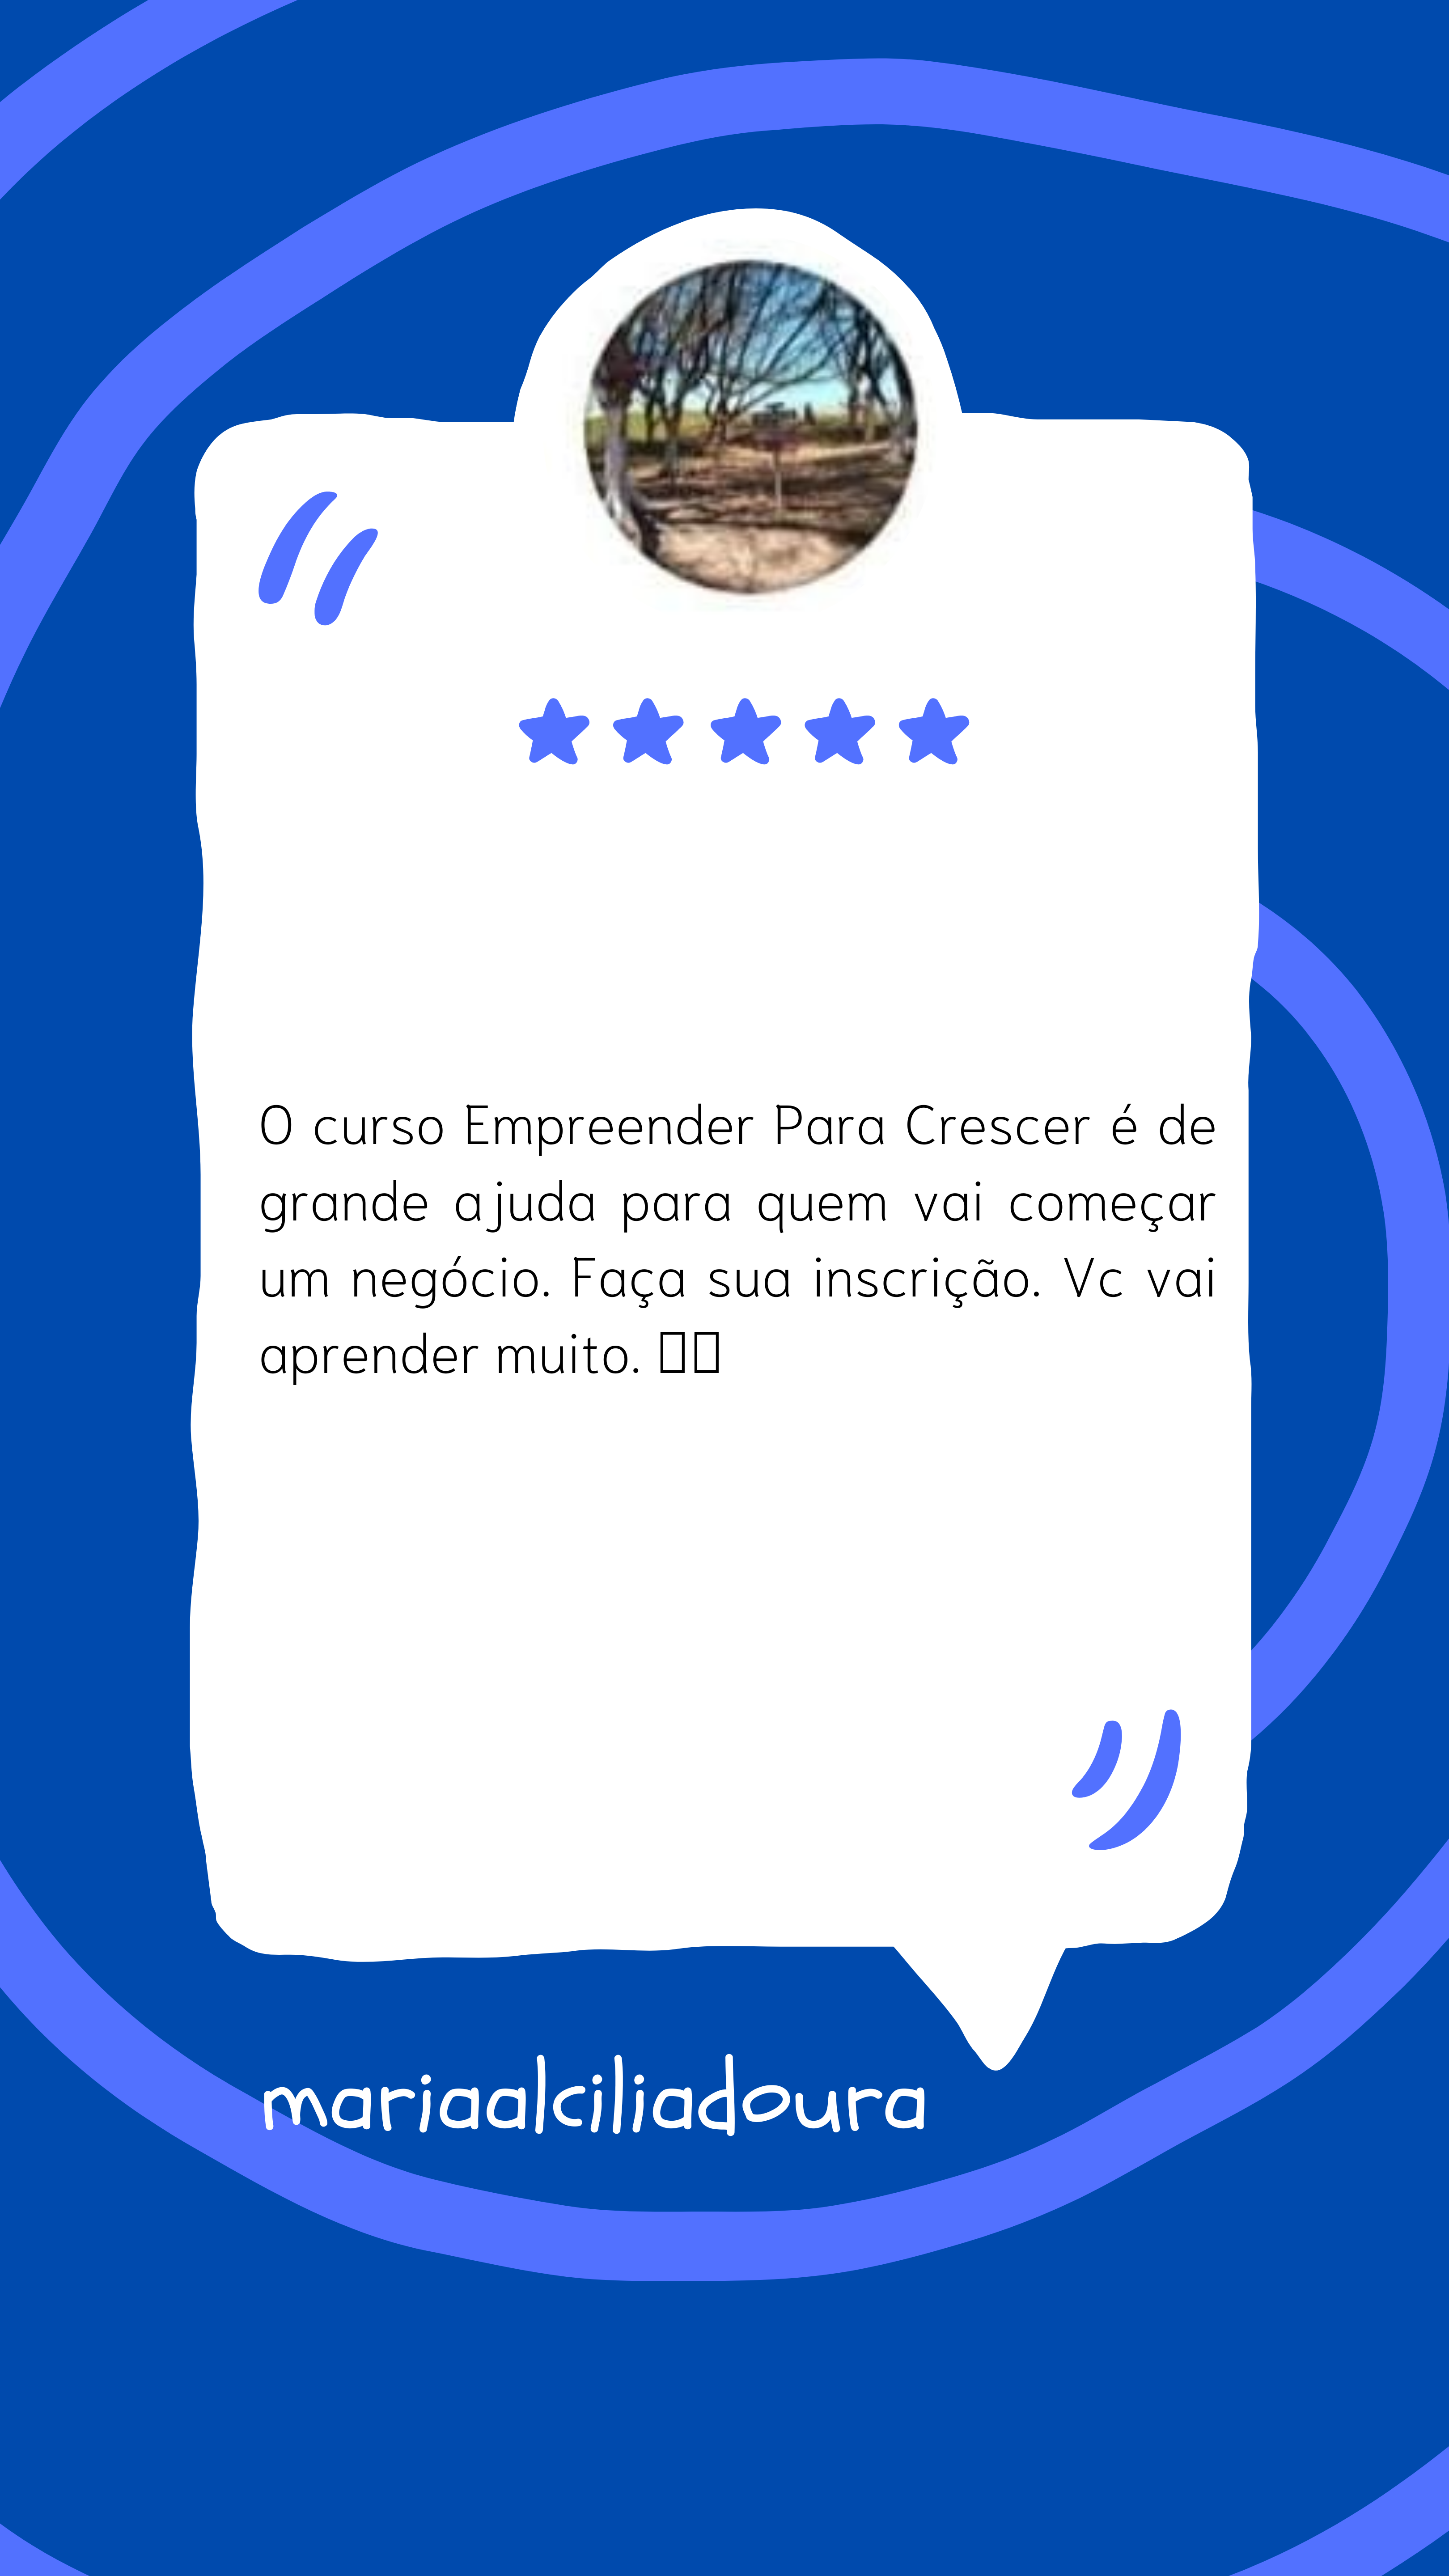 O curso Empreender Para Crescer é de
grande ajuda para quem vai começar
um negócio. Faça sua inscrição. Vc vai
aprender muito. 
mariaalciliadoura